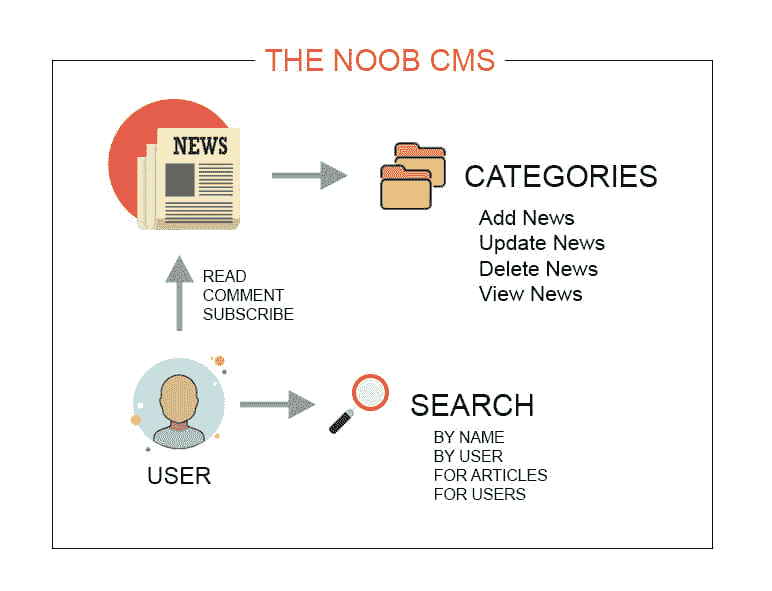 THE NOOB CMS
NEWS
CATEGORIES
Add News
Update News
Delete News
View News
READ
COMMENT
SUBSCRIBE
USER
SEARCH
BY NAME
BY USER
FOR ARTICLES
FOR USERS